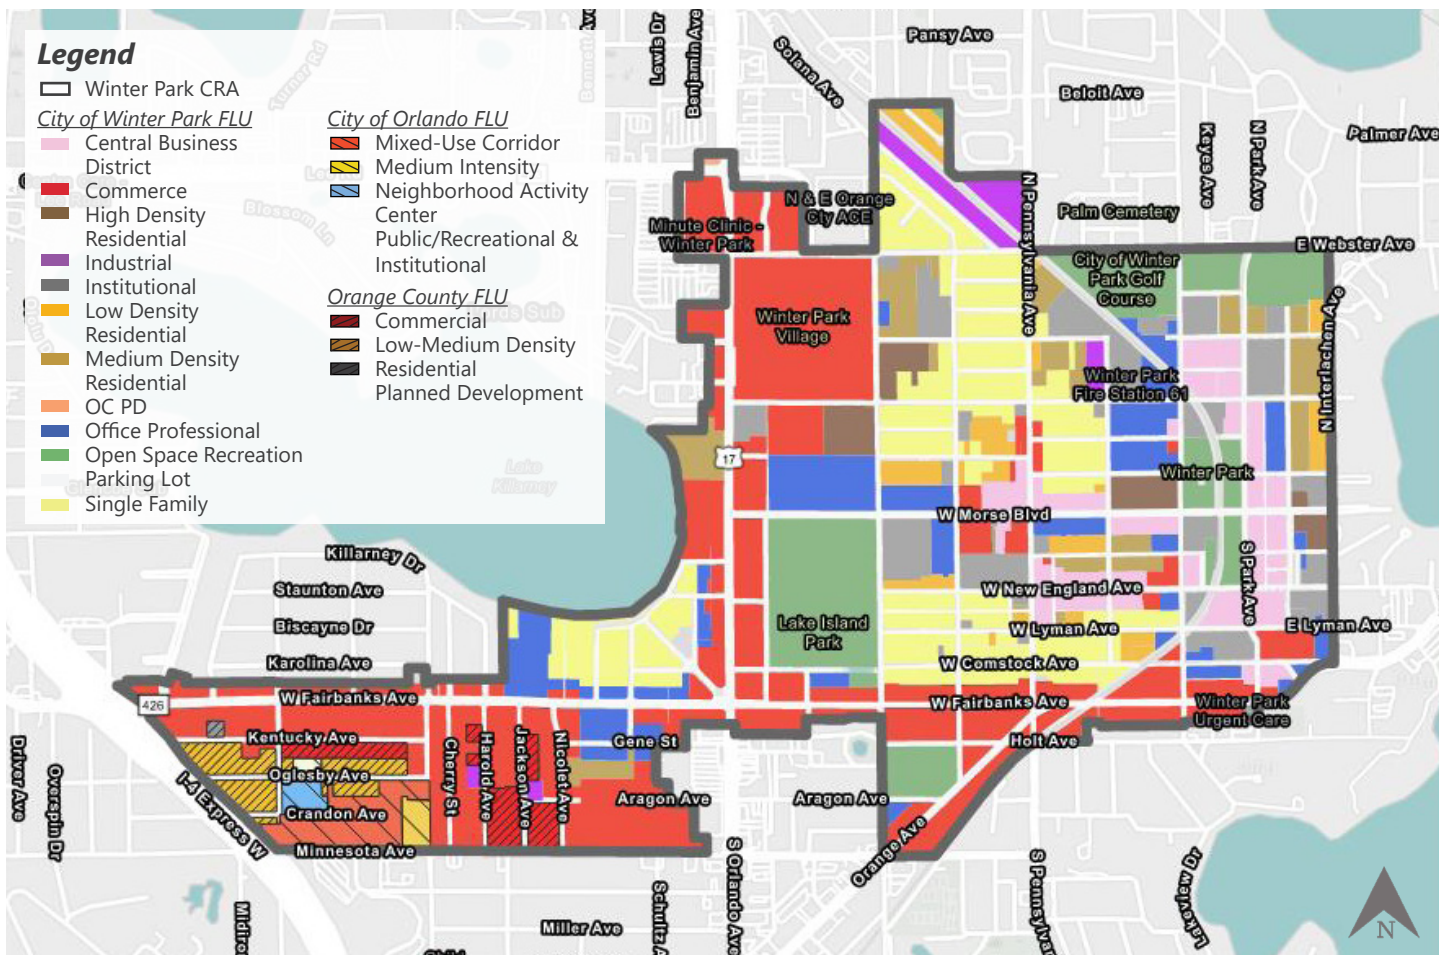 Legend
Winter Park CRA
City of Winter Park FLU
Central Business
District
Commerce
High Density
Residential
Industrial
Institutional
Low Density
Residential
Medium Density
Residential
OC PD
Office Professional
Open Space Recreation
Parking Lot
Single Family
City of Orlando FLU
Mixed-Use Corridor
Medium Intensity
Neighborhood Activity
Center
Public/Recreational &
Institutional
Orange County FLU
Commercial
Low-Medium Density
Residential
Planned Development
Turner Rd
Blossom Ln
Lake
Killarney
Lewis Dr
Benjamin Ave
Solana Ave
Pansy Ave
Beloit Ave
Keyes Ave
N Park Ave
Palmer Ave
N & E Orange
Cty ACE
Minute Clinic -
Winter Park
N Pennsylvania Ave
Palm Cemetery
E Webster Ave
City of Winter
Park Golf
Course
Winter Park
Village
N Interlachen Ave
Winter Park
Fire Station 61
17
Winter Park
W Morse Blvd
S Park Ave
Killarney Dr
Staunton Ave
Biscayne Dr
Karolina Ave
W New England Ave
Lake Island
Park
W Lyman Ave
E Lyman Ave
W Comstock Ave
426
W Fairbanks Ave
W Fairbanks Ave
Winter Park
Urgent Care
Kentucky Ave
Gene St
Holt Ave
Oglesby Ave
Cherry St
Harold Ave
Jackson Ave
Nicolet Ave
Crandon Ave
Aragon Ave
Aragon Ave
Minnesota Ave
I-4 Express W
Driver Ave
Overspin Dr
Orange Ave
S Orlando Ave
Miller Ave
Lakeview Dr
N